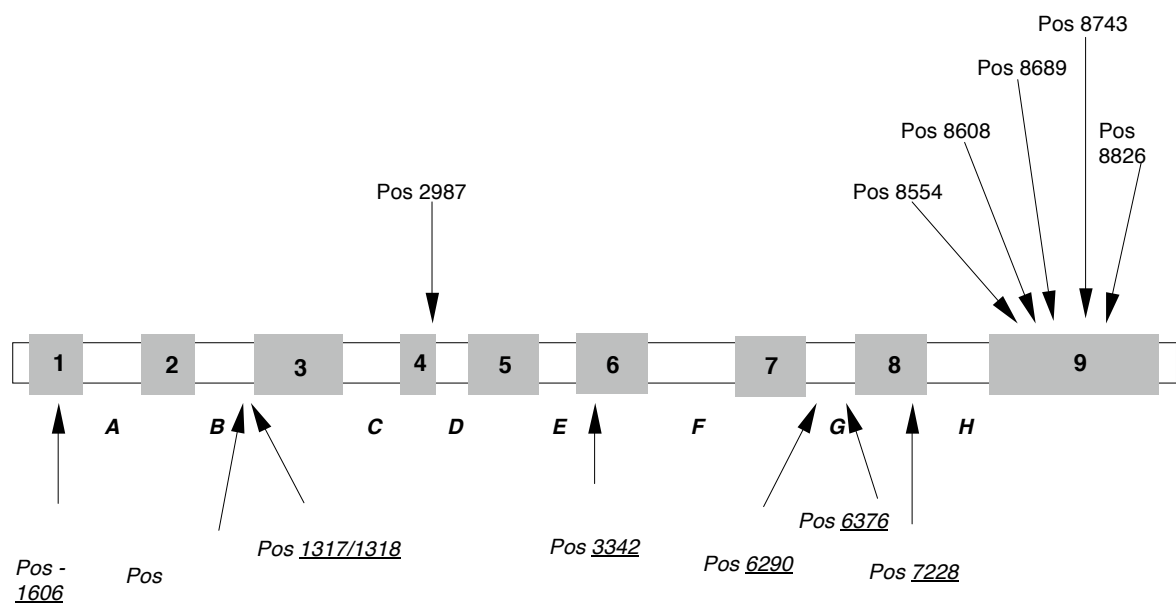 Pos 8743
Pos 8689
Pos 8608
Pos
8826
Pos 2987
Pos 8554
1
2
3
4
5
6
7
8
9
A
B
C
D
E
F
G
H
Pos 6376
Pos 1317/1318
Pos 3342
Pos -
1606
Pos
Pos 6290
Pos 7228